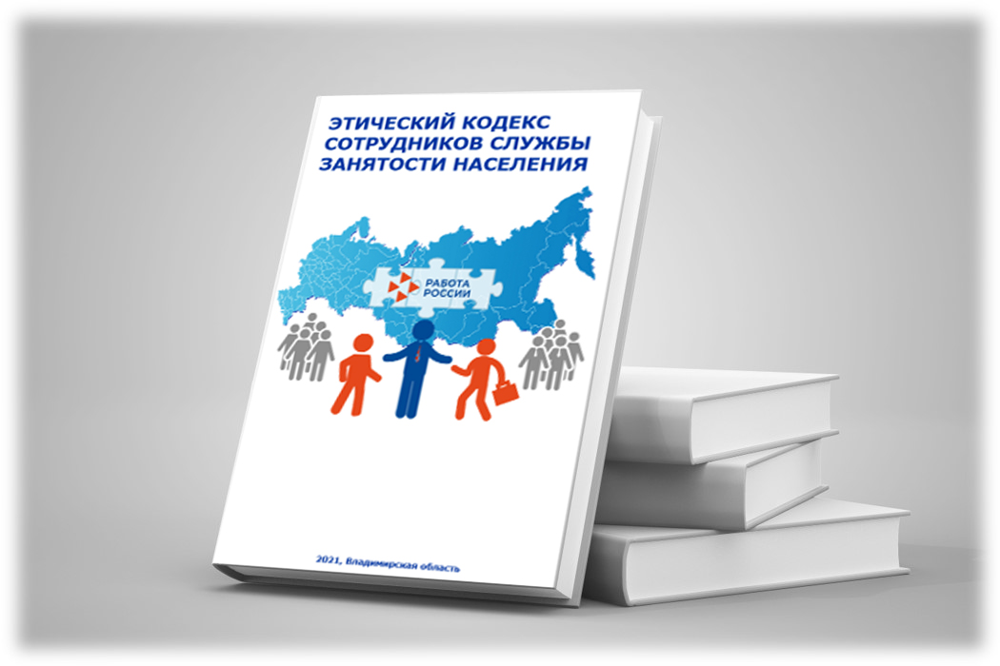 ЭТИЧЕСКИЙ КОДЕКС
СОТРУДНИКОВ СЛУЖБЫ
ЗАНЯТОСТИ НАСЕЛЕНИЯ
РАБОТА
РОССИИ
2021, Владимирская область